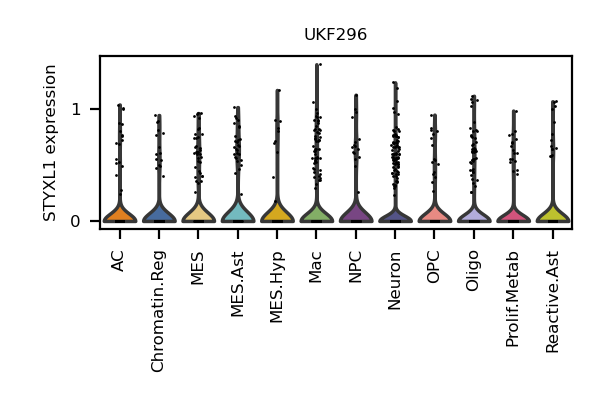 UKF296
STYXL1 expression
1
0
AC
Chromatin.Reg
MES
MES.Ast
MES.Hyp
Mac
NPC
Neuron
OPC
Oligo
Prolif.Metab
Reactive.Ast